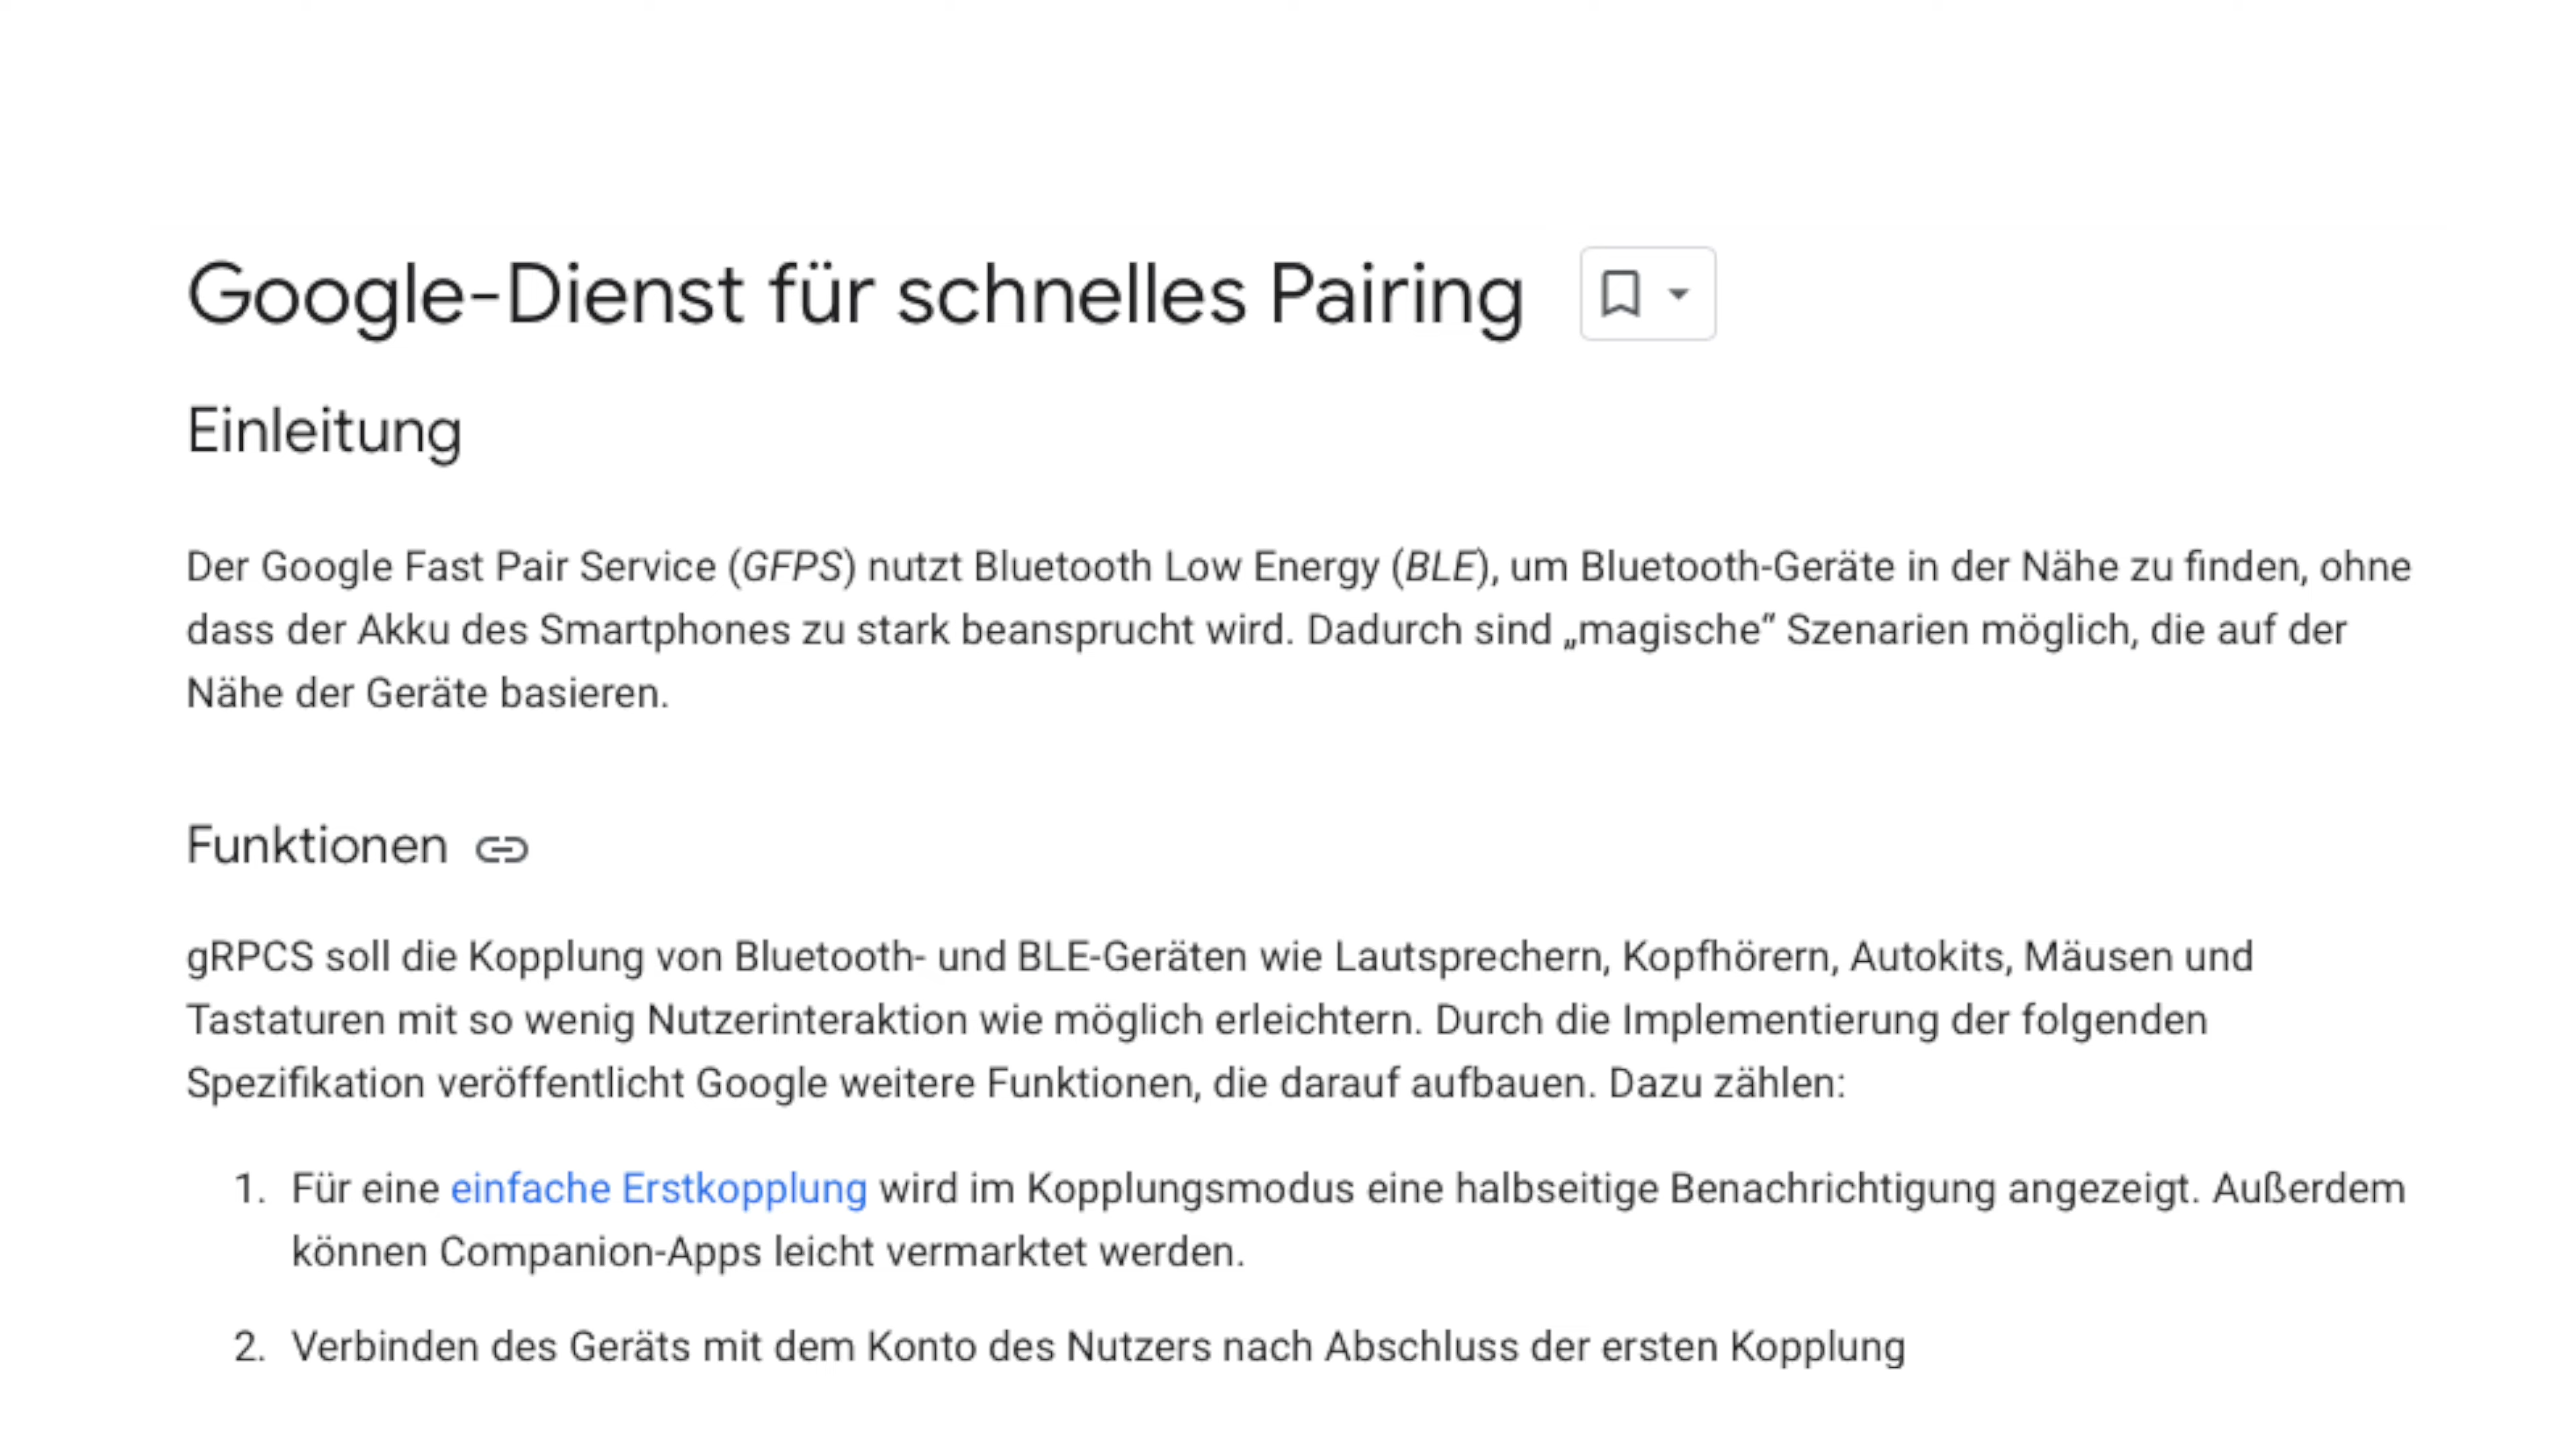 Google-Dienst für schnelles Pairing
Einleitung
Der Google Fast Pair Service (GFPS) nutzt Bluetooth Low Energy (BLE), um Bluetooth-Geräte in der Nähe zu finden, ohne
dass der Akku des Smartphones zu stark beansprucht wird. Dadurch sind „magische“ Szenarien möglich, die auf der
Nähe der Geräte basieren.
Funktionen
gRPCS soll die Kopplung von Bluetooth- und BLE-Geräten wie Lautsprechern, Kopfhörern, Autokits, Mäusen und
Tastaturen mit so wenig Nutzerinteraktion wie möglich erleichtern. Durch die Implementierung der folgenden
Spezifikation veröffentlicht Google weitere Funktionen, die darauf aufbauen. Dazu zählen:
1. Für eine einfache Erstkopplung wird im Kopplungsmodus eine halbseitige Benachrichtigung angezeigt. Außerdem
können Companion-Apps leicht vermarktet werden.
2. Verbinden des Geräts mit dem Konto des Nutzers nach Abschluss der ersten Kopplung